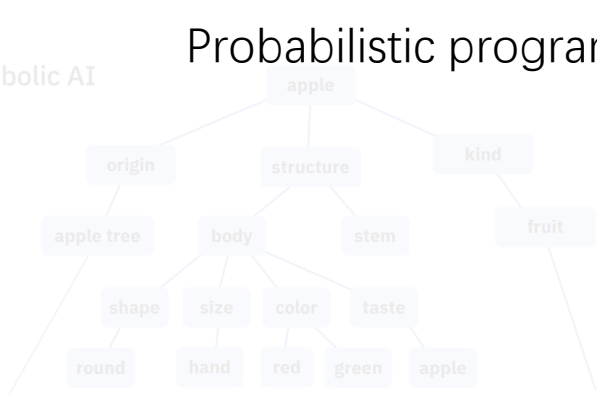 Probabilistic progra
bolic AI
apple
origin structure kind
apple tree body stem fruit
shape size color taste
round hand red green apple